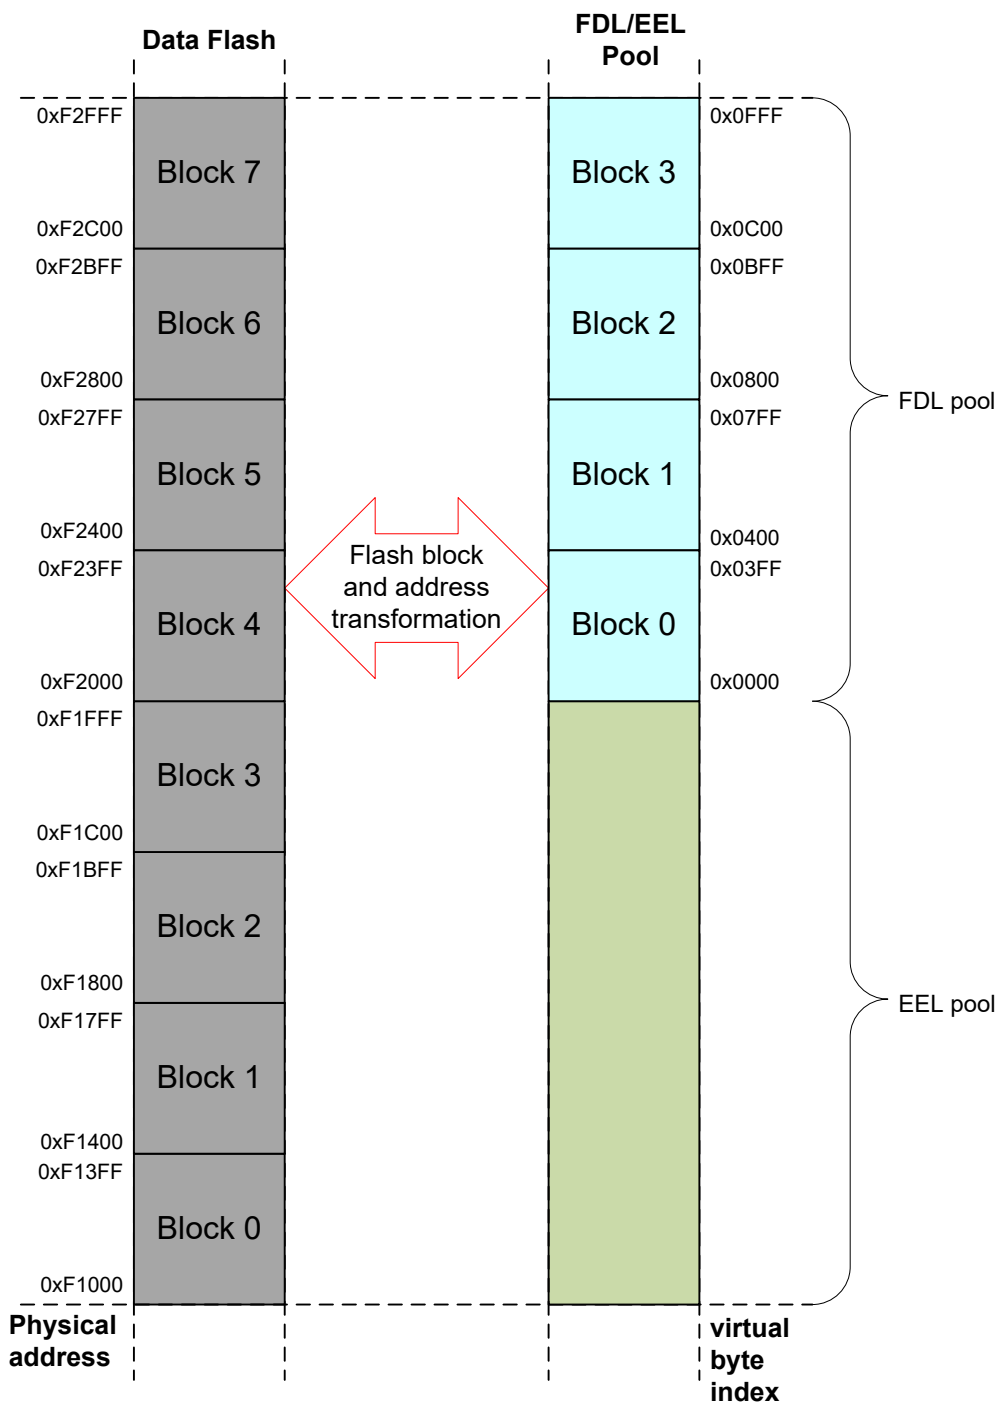 Data Flash
FDL/EEL
Pool
0xF2FFF
Block 7
0xF2C00
0xF2BFF
Block 6
0xF2800
0xF27FF
Block 5
0xF2400
0xF23FF
Block 4
0xF2000
0xF1FFF
Block 3
0xF1C00
0xF1BFF
Block 2
0xF1800
0xF17FF
Block 1
0xF1400
0xF13FF
Block 0
0xF1000
Physical
address
Flash block
and address
transformation
0x0FFF
Block 3
0x0C00
0x0BFF
Block 2
0x0800
0x07FF
Block 1
0x0400
0x03FF
Block 0
0x0000
virtual
byte
index
FDL pool
EEL pool